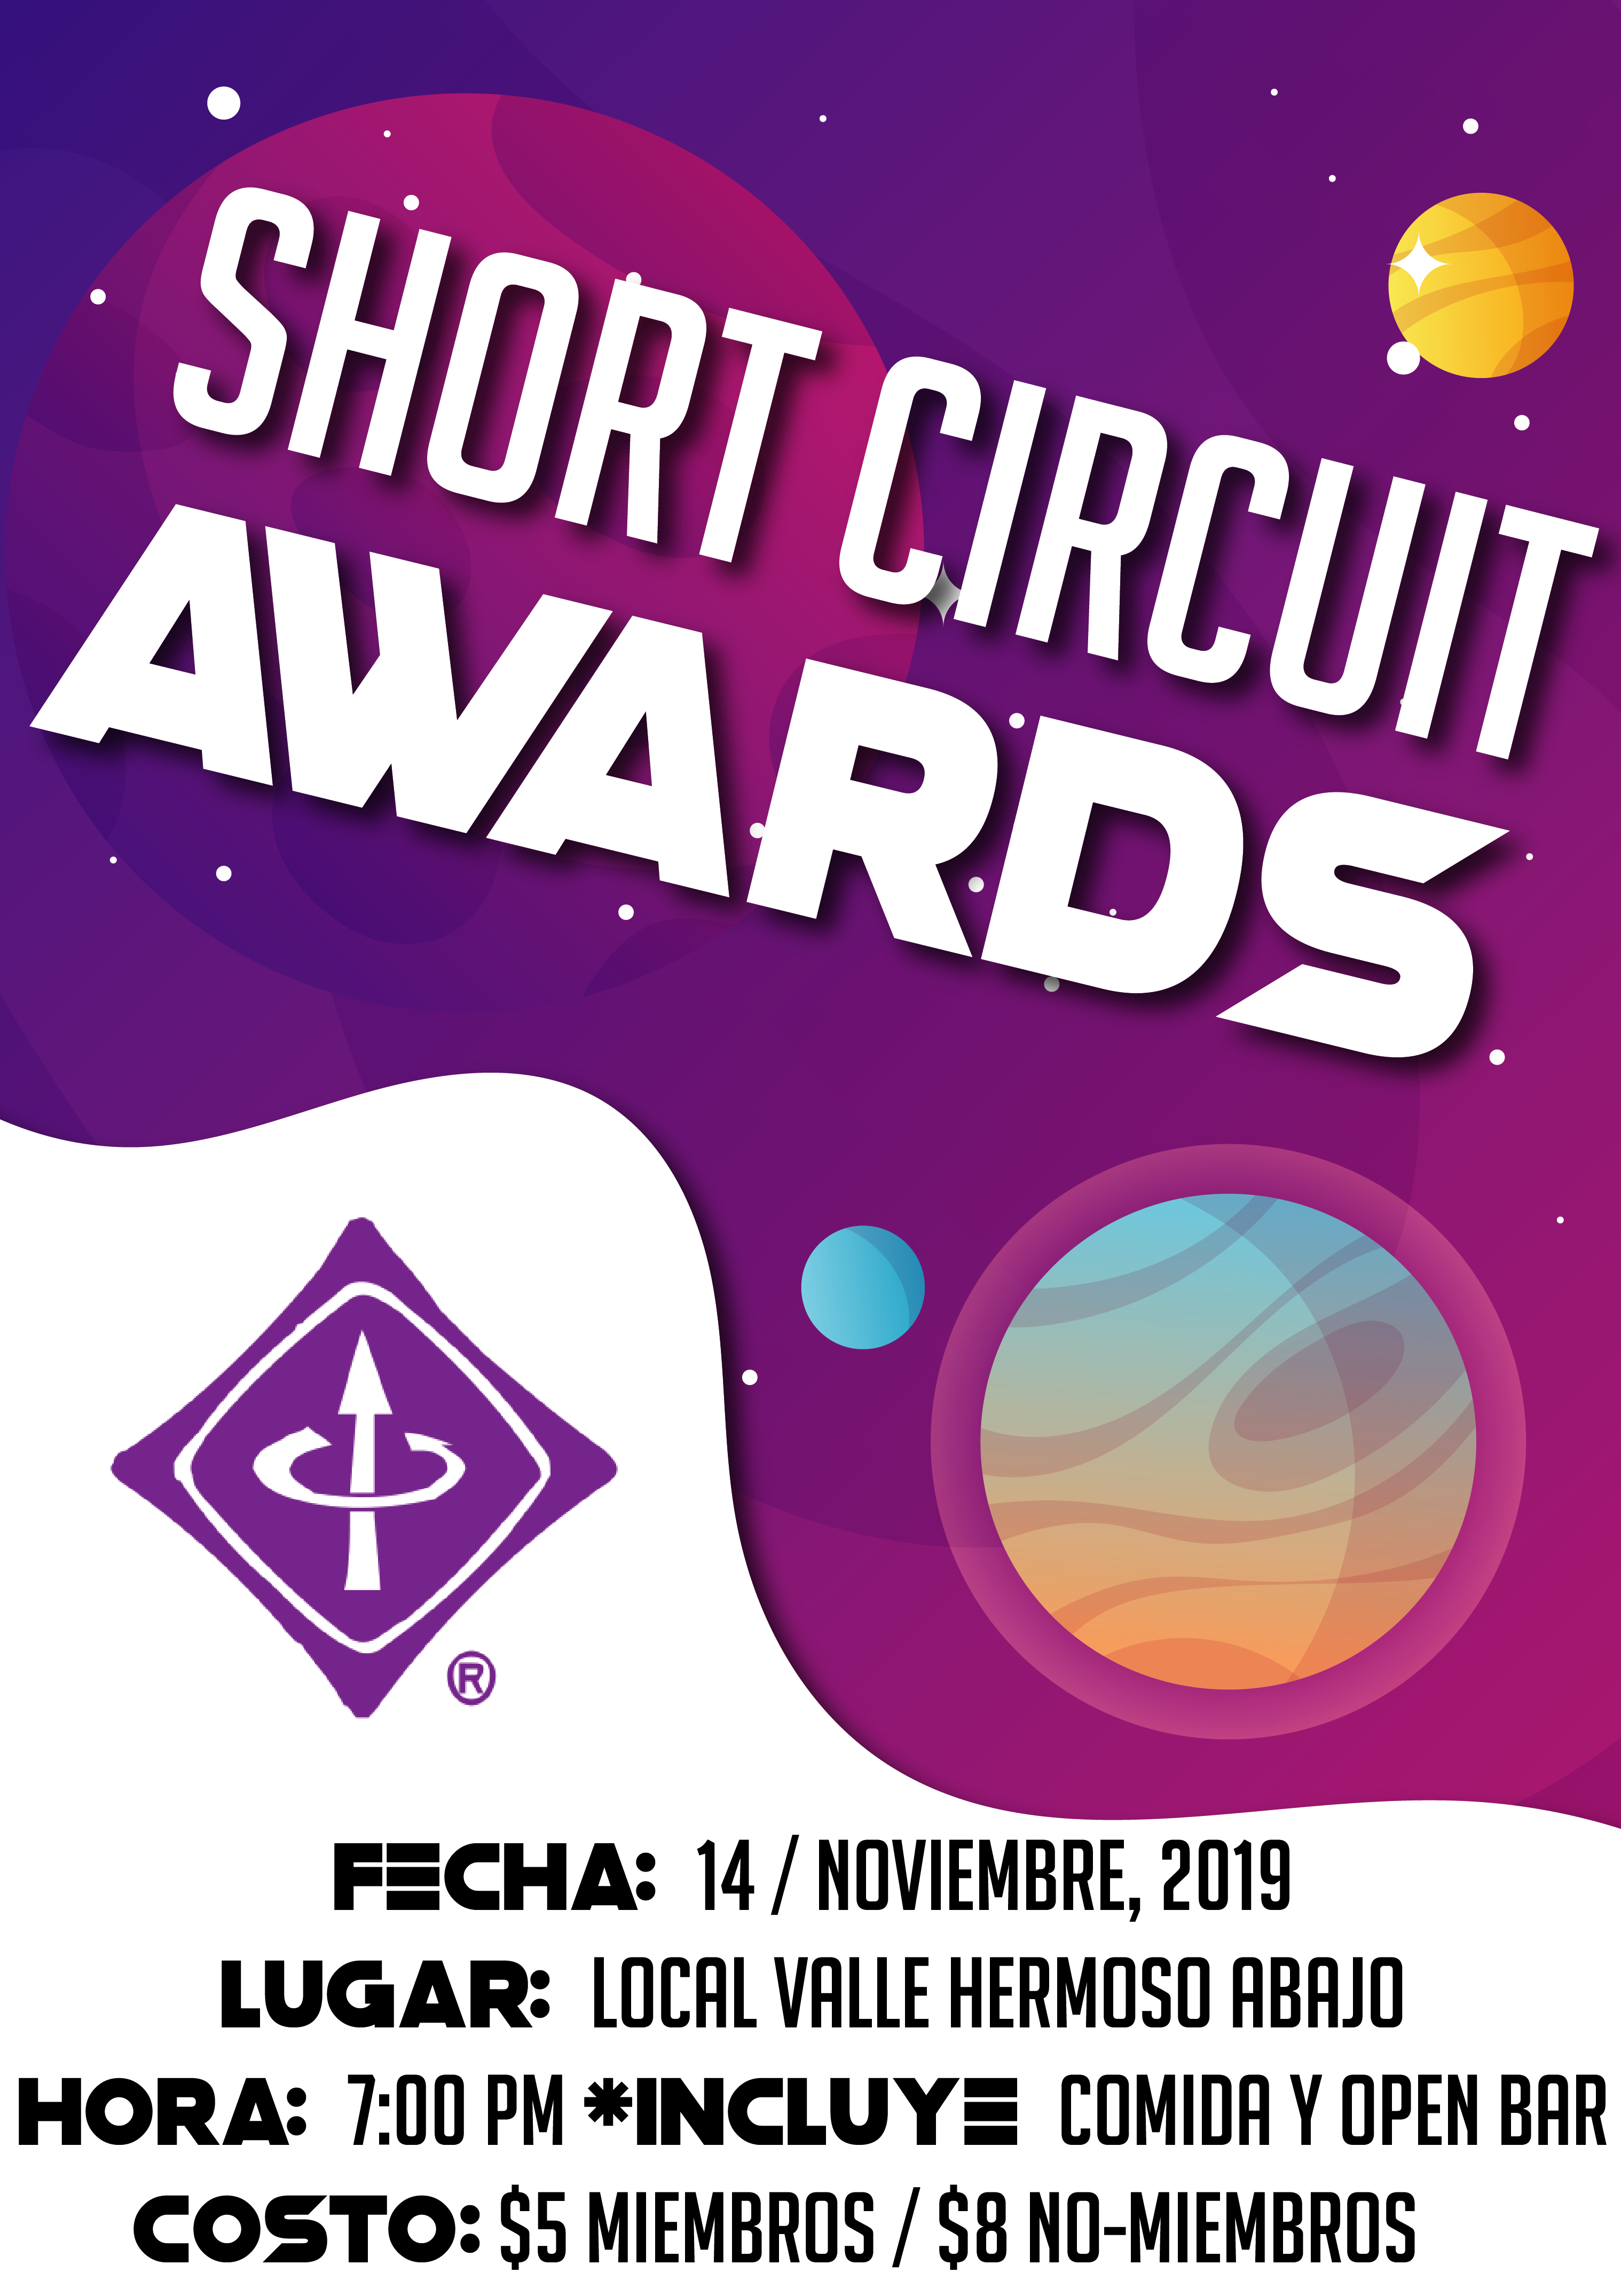 SHORT CIRCUIT
AWARDS
®
FECHA: 14 / NOVIEMBRE, 2019
LUGAR: LOCAL VALLE HERMOSO ABAJO
HORA: 7:00 PM *INCLUYE COMIDA Y OPEN BAR
COSTO: $5 MIEMBROS / $8 NO-MIEMBROS